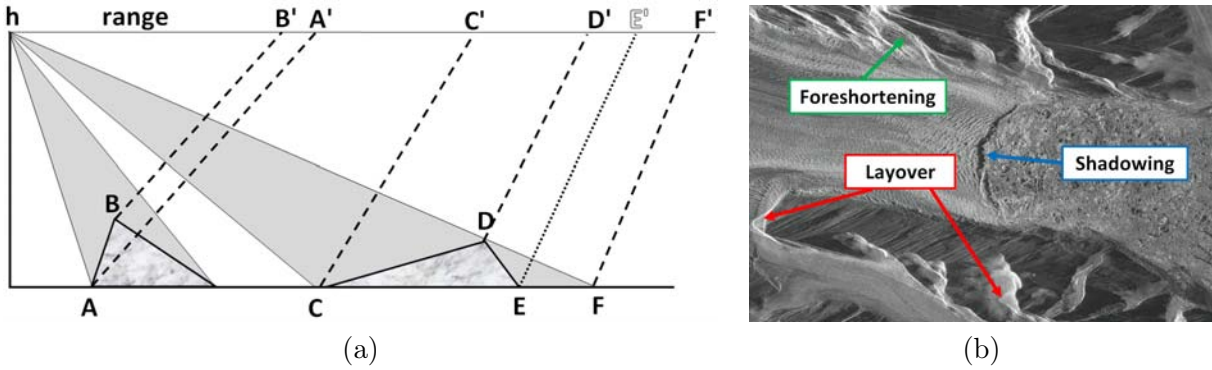 h range B' A' C' D' E' F'
B
D
A C E F
(a)
Foreshortening
Shadowing
Layover
(b)